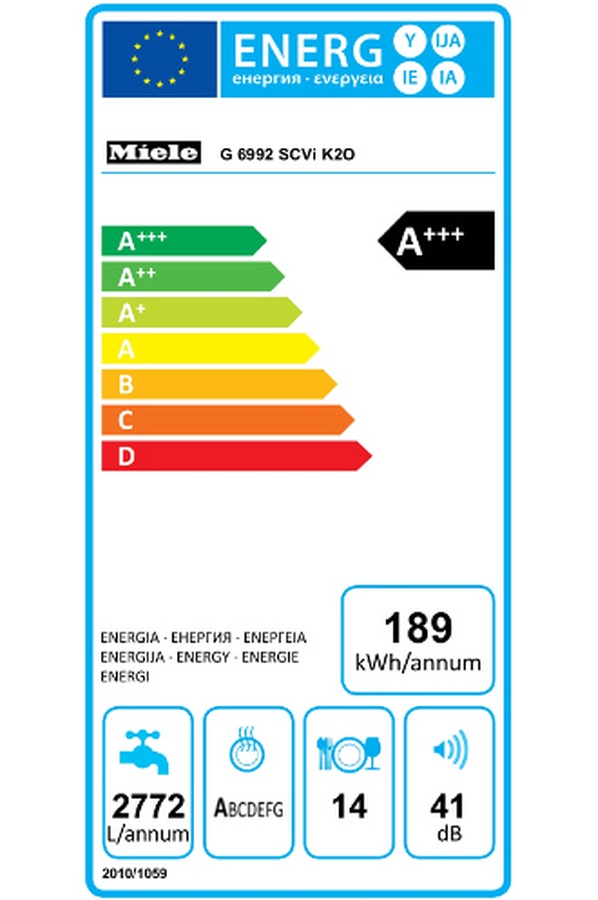 ENERG Y IJA
енергия · ενεργεια IE IA
Miele G 6992 SCVi K2O
A+++ A+++
A++
A+
A
B
C
D
189
kWh/annum
ENERGIA · ЕНЕРГИЯ · ΕΝΕΡΓΕΙΑ
ENERGIJA · ENERGY · ENERGIE
ENERGI
2772 ABCDEFG 14 41
L/annum dB
2010/1059